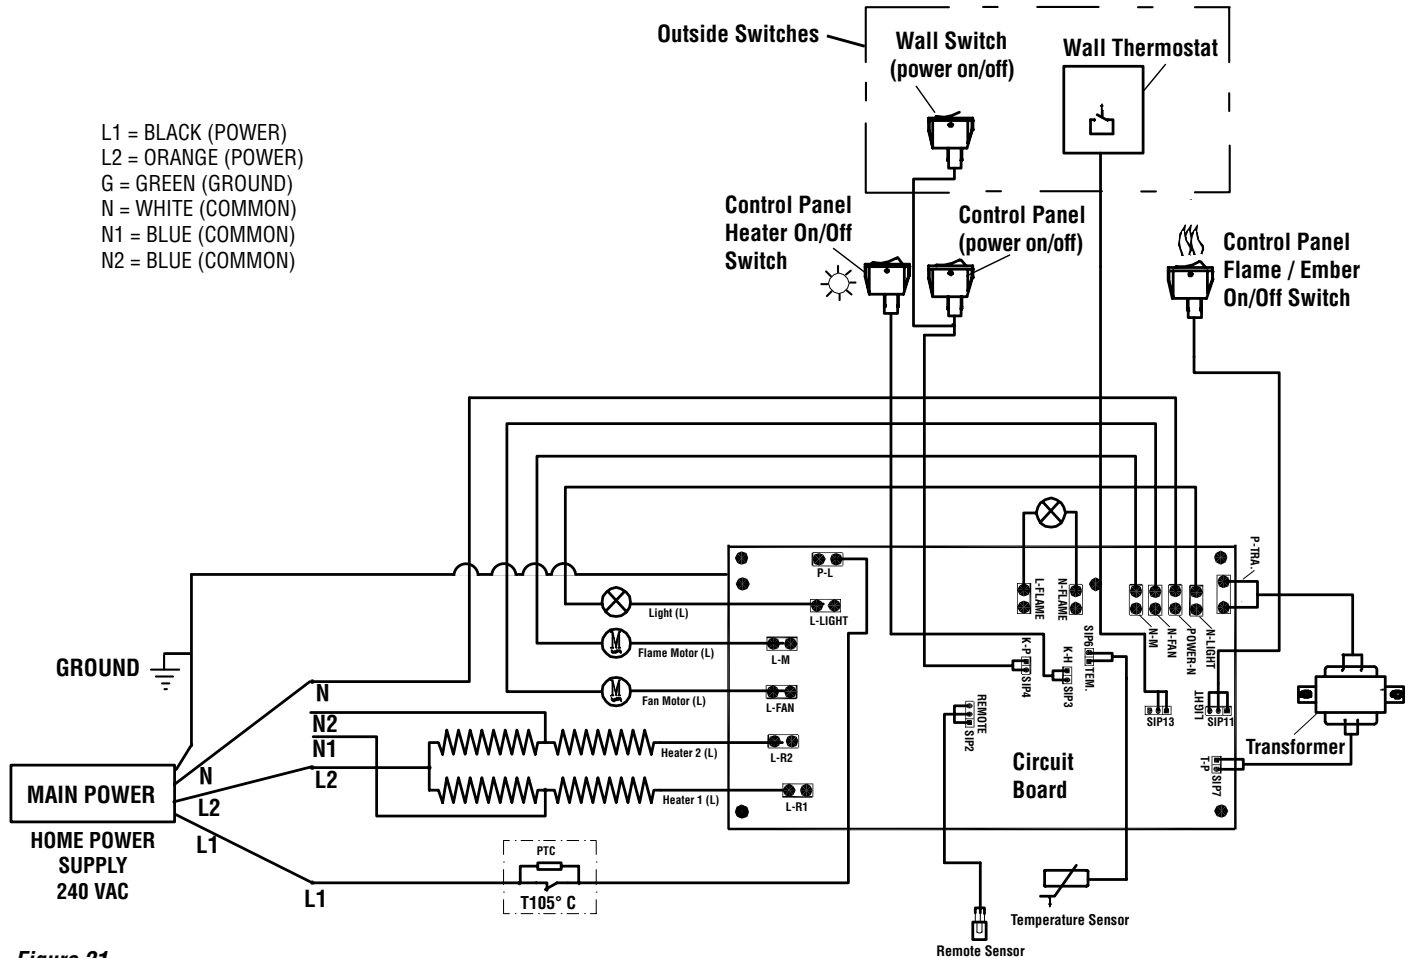 Outside Switches
Wall Switch
(power on/off)
Wall Thermostat
L1 = BLACK (POWER)
L2 = ORANGE (POWER)
G = GREEN (GROUND)
N = WHITE (COMMON)
N1 = BLUE (COMMON)
N2 = BLUE (COMMON)
Control Panel
Heater On/Off
Switch
Control Panel
(power on/off)
Control Panel
Flame / Ember
On/Off Switch
P-TRA.
P-L
L-FLAME
N-FLAME
Light (L)
L-LIGHT
N-M
N-FAN
POWER-N
N-LIGHT
M
Flame Motor (L)
L-M
K-P
SIP4
K-H
SIP3
SIP6
TEM.
GROUND
N
M
Fan Motor (L)
L-FAN
REMOTE
SIP2
SIP13
LIGHT
SIP11
Transformer
N2
N1
Heater 2 (L)
L-R2
Circuit
Board
T-P
SIP7
MAIN POWER
N
L2
L2
Heater 1 (L)
L-R1
HOME POWER
SUPPLY
240 VAC
L1
L1
PTC
T105° C
Temperature Sensor
Remote Sensor
Figure 21